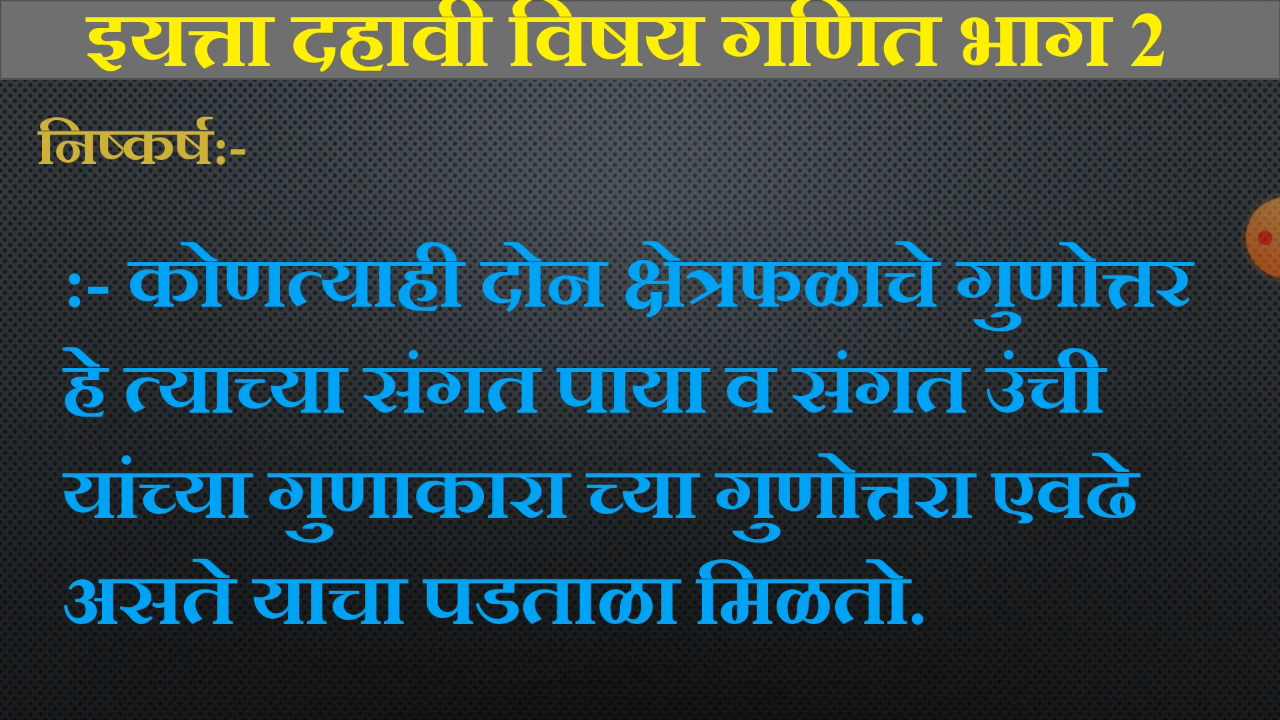 इयत्ता दहावी विषय गणित भाग 2
निष्कर्ष:-
:- कोणत्याही दोन क्षेत्रफळाचे गुणोत्तर
हे त्याच्या संगत पाया व संगत उंची
यांच्या गुणाकारा च्या गुणोत्तरा एवढे
असते याचा पडताळा मिळतो.